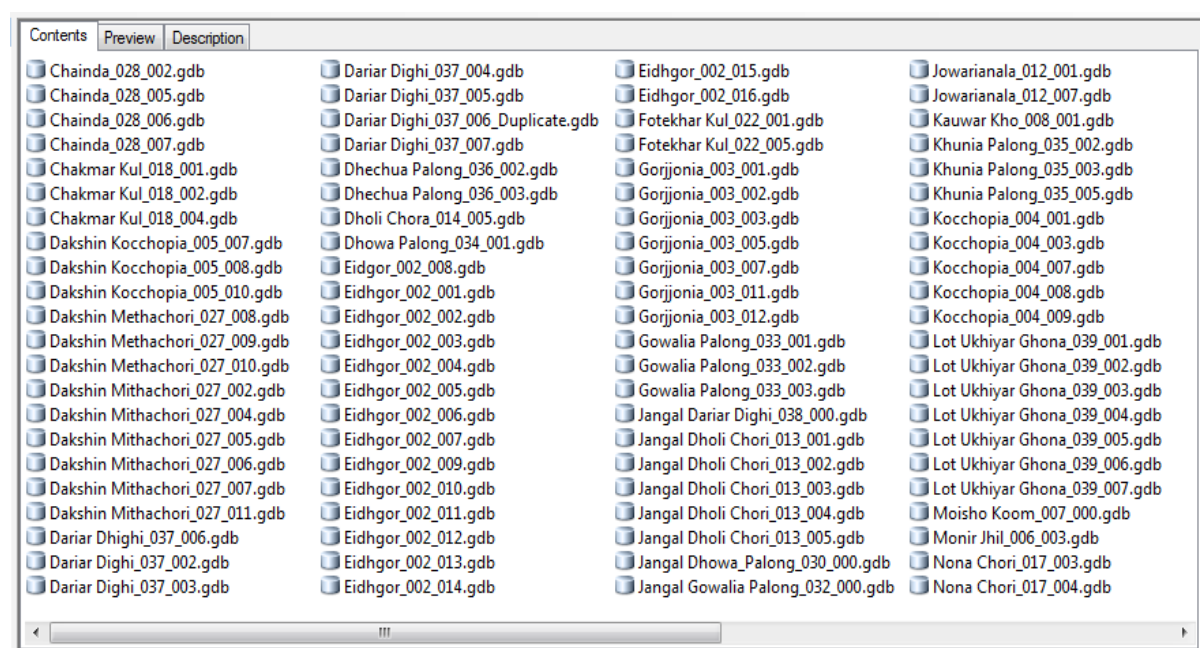 Contents
Preview
Description
Chainda_028_002.gdb
Chainda_028_005.gdb
Chainda_028_006.gdb
Chainda_028_007.gdb
Chakmar Kul_018_001.gdb
Chakmar Kul_018_002.gdb
Chakmar Kul_018_004.gdb
Dakshin Kocchopia_005_007.gdb
Dakshin Kocchopia_005_008.gdb
Dakshin Kocchopia_005_010.gdb
Dakshin Methachori_027_008.gdb
Dakshin Methachori_027_009.gdb
Dakshin Methachori_027_010.gdb
Dakshin Mithachori_027_002.gdb
Dakshin Mithachori_027_004.gdb
Dakshin Mithachori_027_005.gdb
Dakshin Mithachori_027_006.gdb
Dakshin Mithachori_027_007.gdb
Dakshin Mithachori_027_011.gdb
Dariar Dhighi_037_006.gdb
Dariar Dighi_037_002.gdb
Dariar Dighi_037_003.gdb
Dariar Dighi_037_004.gdb
Dariar Dighi_037_005.gdb
Dariar Dighi_037_006_Duplicate.gdb
Dariar Dighi_037_007.gdb
Dhechua Palong_036_002.gdb
Dhechua Palong_036_003.gdb
Dholi Chora_014_005.gdb
Dhowa Palong_034_001.gdb
Eidgor_002_008.gdb
Eidhgor_002_001.gdb
Eidhgor_002_002.gdb
Eidhgor_002_003.gdb
Eidhgor_002_004.gdb
Eidhgor_002_005.gdb
Eidhgor_002_006.gdb
Eidhgor_002_007.gdb
Eidhgor_002_009.gdb
Eidhgor_002_010.gdb
Eidhgor_002_011.gdb
Eidhgor_002_012.gdb
Eidhgor_002_013.gdb
Eidhgor_002_014.gdb
Eidhgor_002_015.gdb
Eidhgor_002_016.gdb
Fotekhar Kul_022_001.gdb
Fotekhar Kul_022_005.gdb
Gorjjonia_003_001.gdb
Gorjjonia_003_002.gdb
Gorjjonia_003_003.gdb
Gorjjonia_003_005.gdb
Gorjjonia_003_007.gdb
Gorjjonia_003_011.gdb
Gorjjonia_003_012.gdb
Gowalia Palong_033_001.gdb
Gowalia Palong_033_002.gdb
Gowalia Palong_033_003.gdb
Jangal Dariar Dighi_038_000.gdb
Jangal Dholi Chori_013_001.gdb
Jangal Dholi Chori_013_002.gdb
Jangal Dholi Chori_013_003.gdb
Jangal Dholi Chori_013_004.gdb
Jangal Dholi Chori_013_005.gdb
Jangal Dhowa_Palong_030_000.gdb
Jangal Gowalia Palong_032_000.gdb
Jowarianala_012_001.gdb
Jowarianala_012_007.gdb
Kauwar Kho_008_001.gdb
Khunia Palong_035_002.gdb
Khunia Palong_035_003.gdb
Khunia Palong_035_005.gdb
Kocchopia_004_001.gdb
Kocchopia_004_003.gdb
Kocchopia_004_007.gdb
Kocchopia_004_008.gdb
Kocchopia_004_009.gdb
Lot Ukhiyar Ghona_039_001.gdb
Lot Ukhiyar Ghona_039_002.gdb
Lot Ukhiyar Ghona_039_003.gdb
Lot Ukhiyar Ghona_039_004.gdb
Lot Ukhiyar Ghona_039_005.gdb
Lot Ukhiyar Ghona_039_006.gdb
Lot Ukhiyar Ghona_039_007.gdb
Moisho Koom_007_000.gdb
Monir Jhil_006_003.gdb
Nona Chori_017_003.gdb
Nona Chori_017_004.gdb